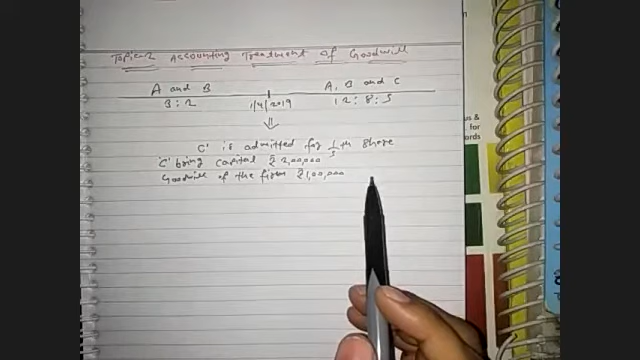 Topic:2 Accounting Treatment of Goodwill
A and B A, B and C
3:2 1/4/2019 12:8:5
⇓
C is admitted for 1/5th share
'C' bring capital ₹ 2,00,000
Goodwill of the firm ₹ 1,00,000